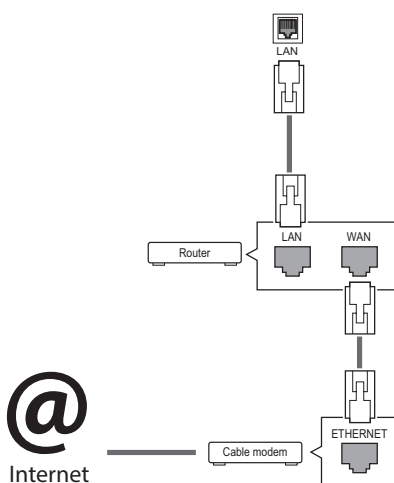 LAN
LAN
WAN
Router
ETHERNET
@
Cable modem
Internet